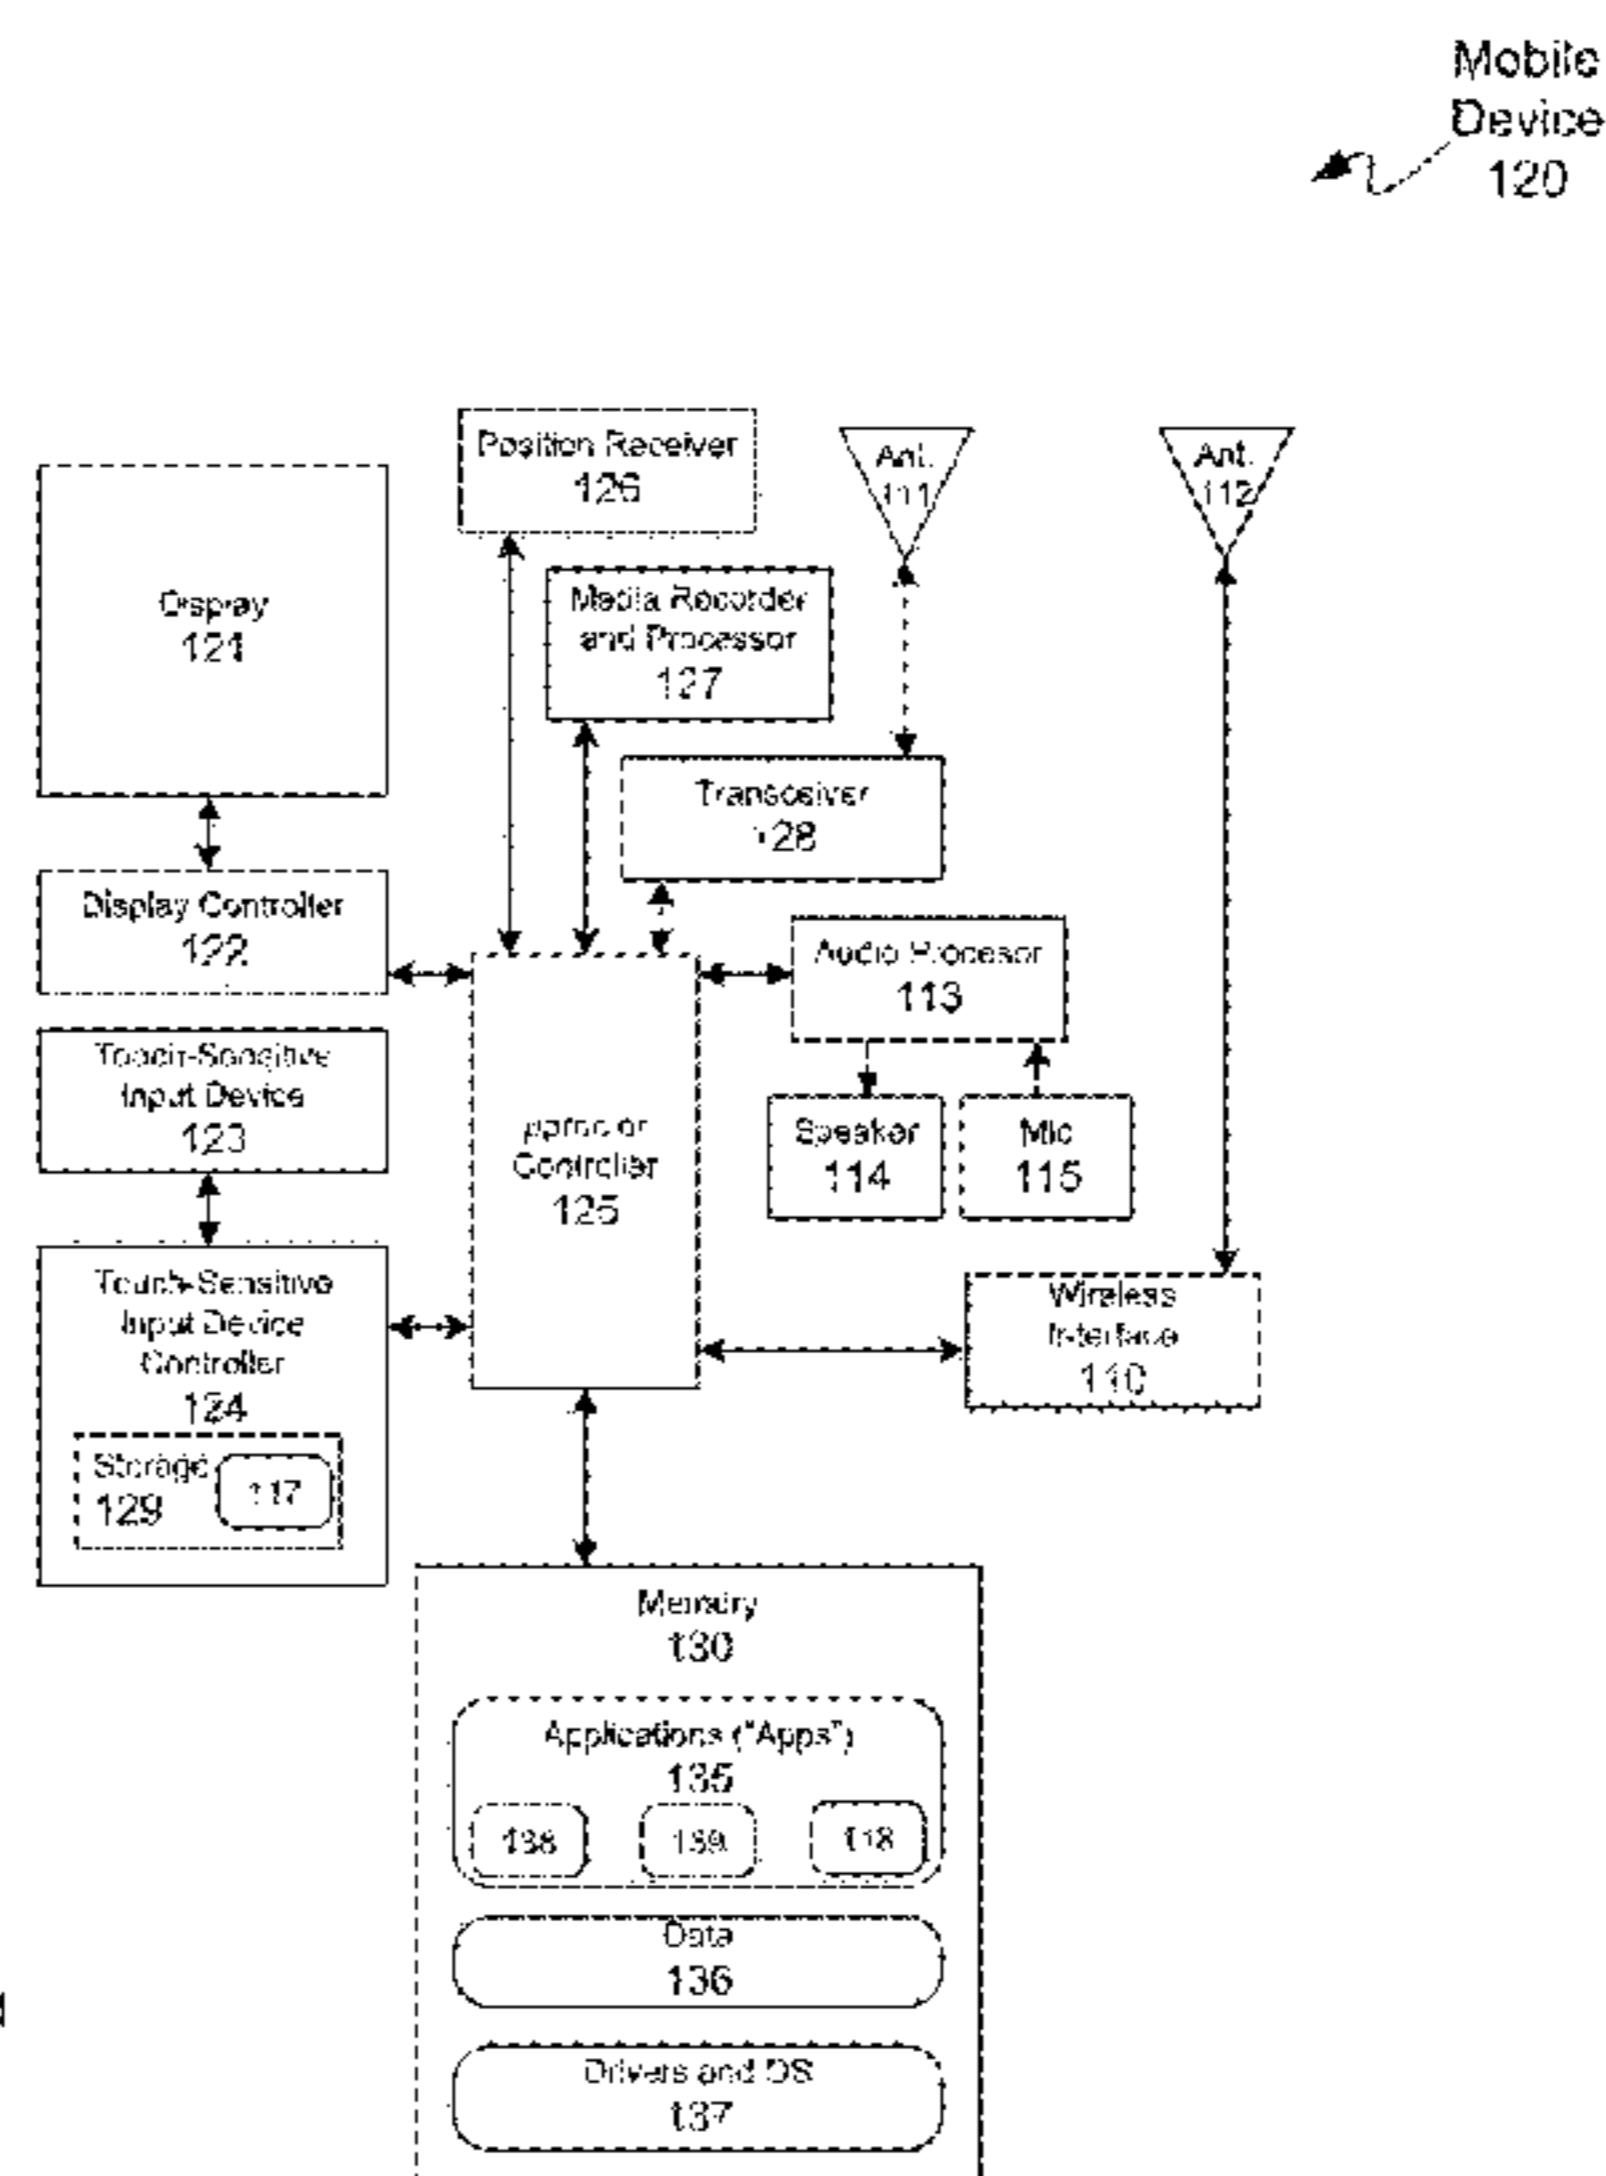 Mobile
Device
120
Position Receiver
126
Ant.
111
Ant.
112
Display
121
Media Recorder
and Processor
127
Transceiver
128
Display Controller
122
Audio Procesor
113
Touch-Sensitive
Input Device
123
Speaker
114
Mic
115
µproc or
Controller
125
Touch-Sensitive
Input Device
Controller
124
Storage
129
117
Wireless
Interface
110
Memory
130
Applications ("Apps")
135
138
139
118
Data
136
Drivers and OS
137